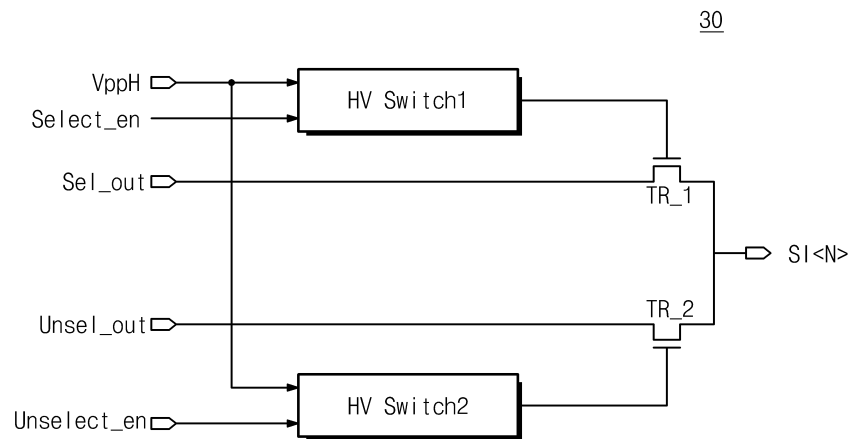 30
VppH
HV Switch1
Select_en
Sel_out
TR_1
SI<N>
TR_2
Unsel_out
HV Switch2
Unselect_en